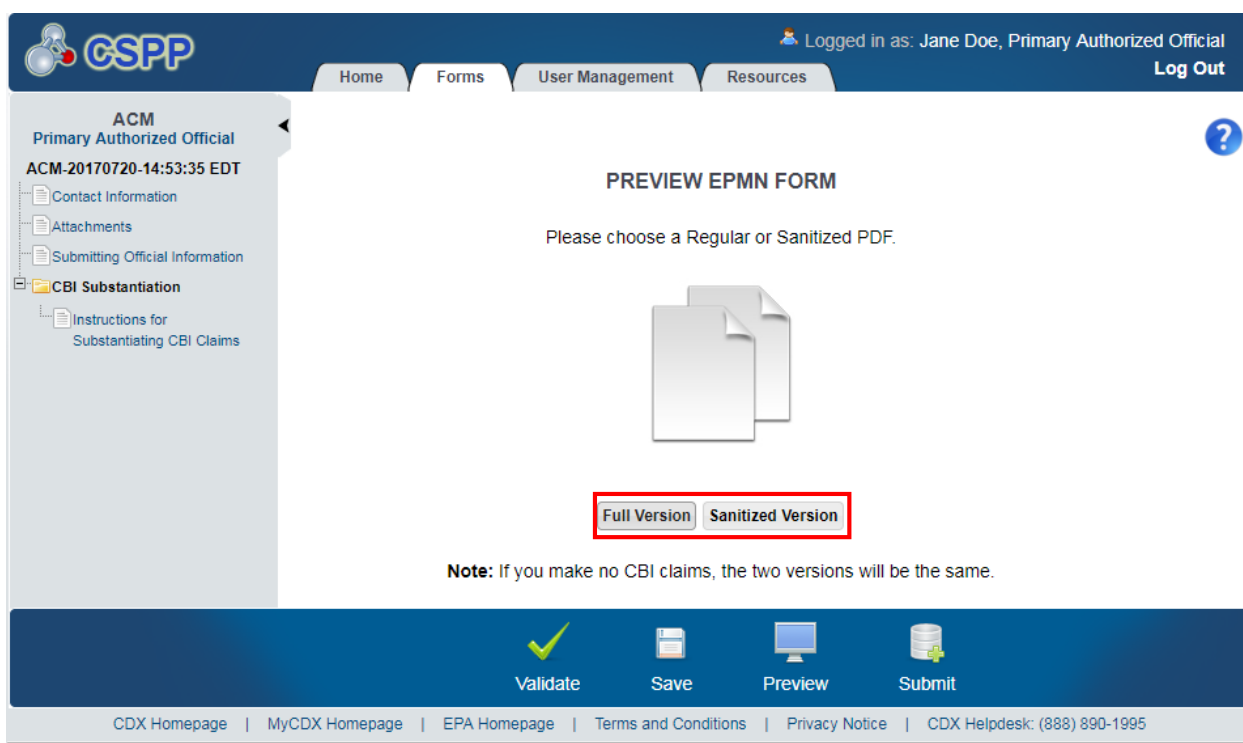 CSPP
Logged in as: Jane Doe, Primary Authorized Official
Log Out
Home Forms User Management Resources
ACM
Primary Authorized Official
ACM-20170720-14:53:35 EDT
Contact Information
Attachments
Submitting Official Information
CBI Substantiation
Instructions for
Substantiating CBI Claims
?
PREVIEW EPMN FORM
Please choose a Regular or Sanitized PDF.
Full Version Sanitized Version
Note: If you make no CBI claims, the two versions will be the same.
Validate Save Preview Submit
CDX Homepage | MyCDX Homepage | EPA Homepage | Terms and Conditions | Privacy Notice | CDX Helpdesk: (888) 890-1995